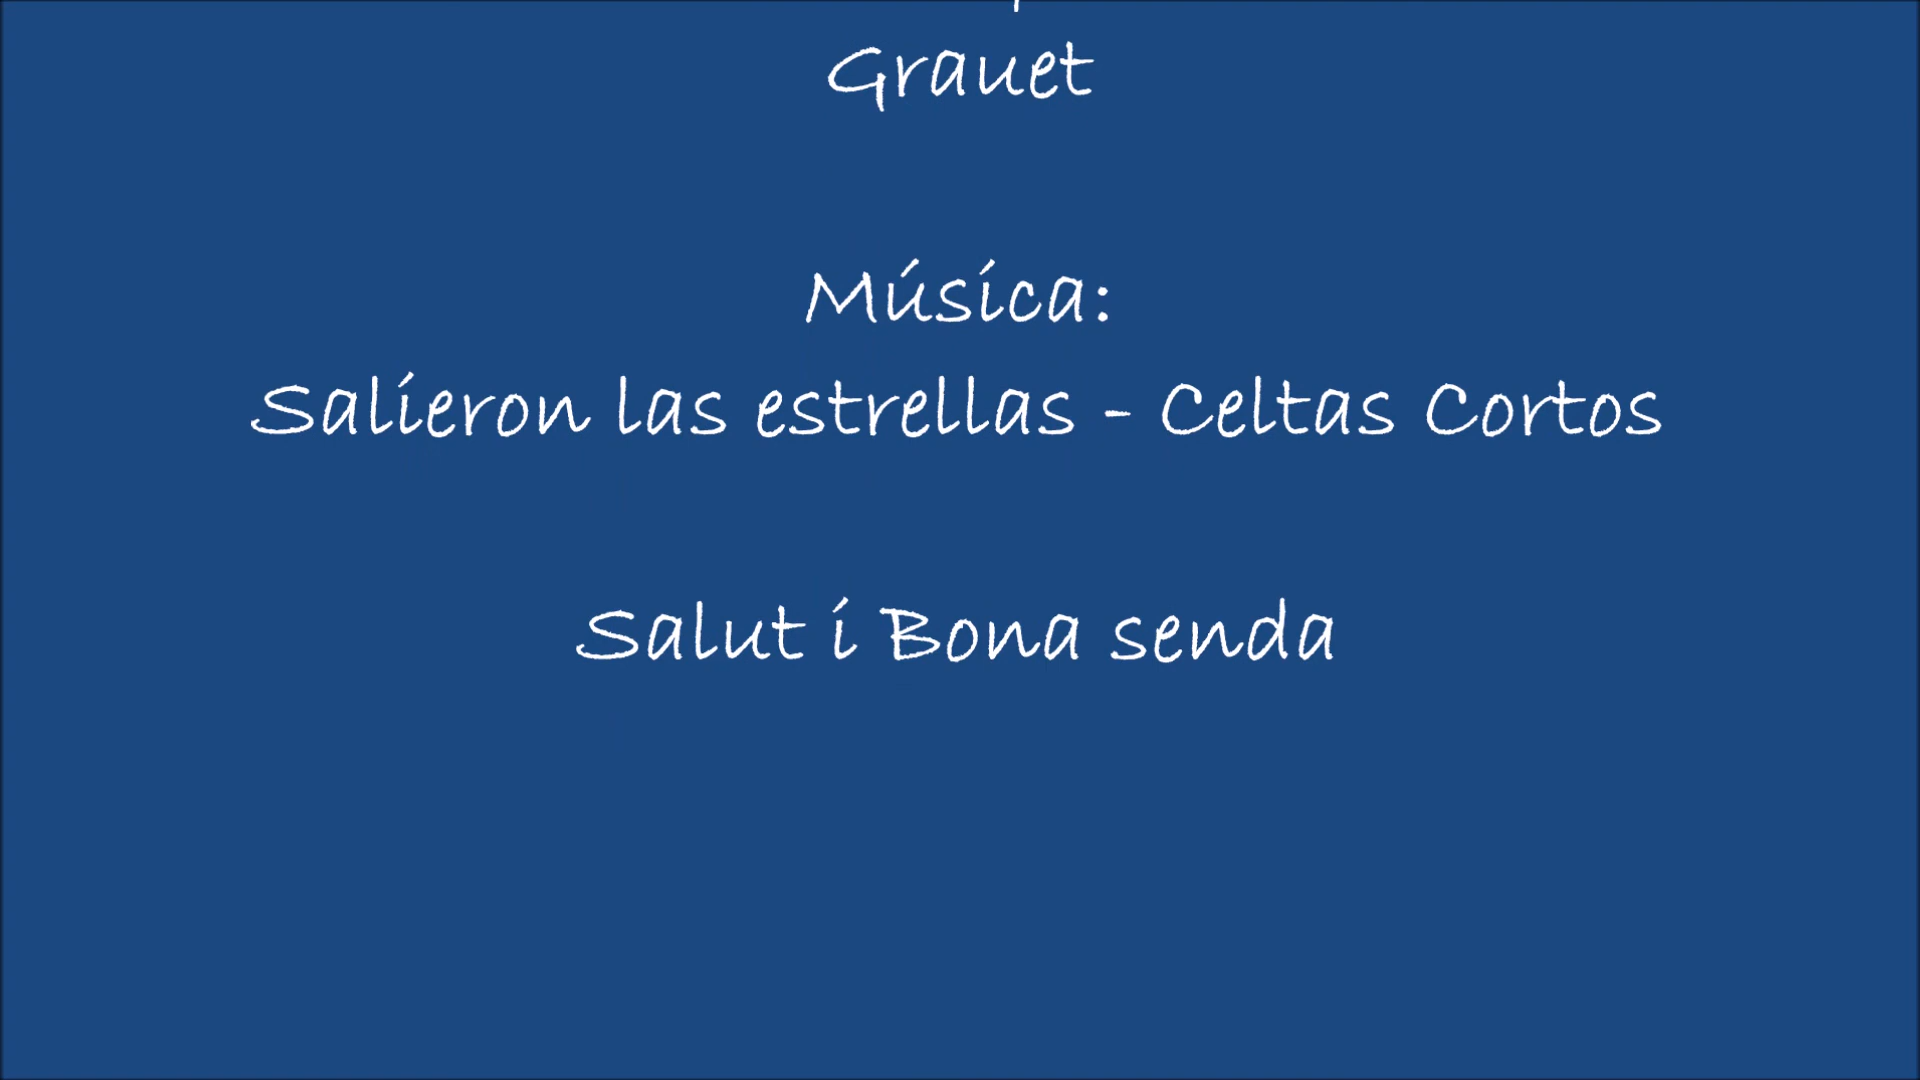 Grauet
Música:
Salieron las estrellas - Celtas Cortos
Salut i Bona senda